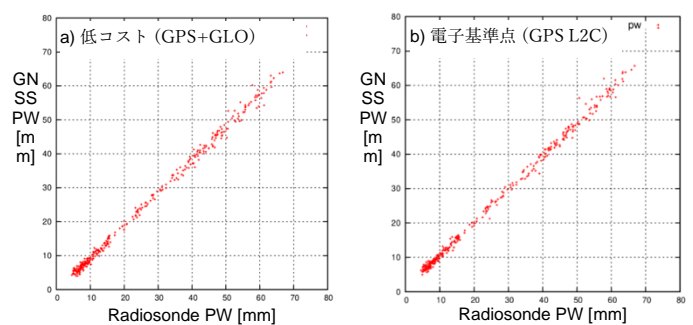 a) 低コスト（GPS+GLO）
GN
SS
PW
[m
m]
80
70
60
50
40
30
20
10
0
0 10 20 30 40 50 60 70 80
Radiosonde PW [mm]
b) 電子基準点（GPS L2C）
pw
GN
SS
PW
[m
m]
80
70
60
50
40
30
20
10
0
0 10 20 30 40 50 60 70 80
Radiosonde PW [mm]